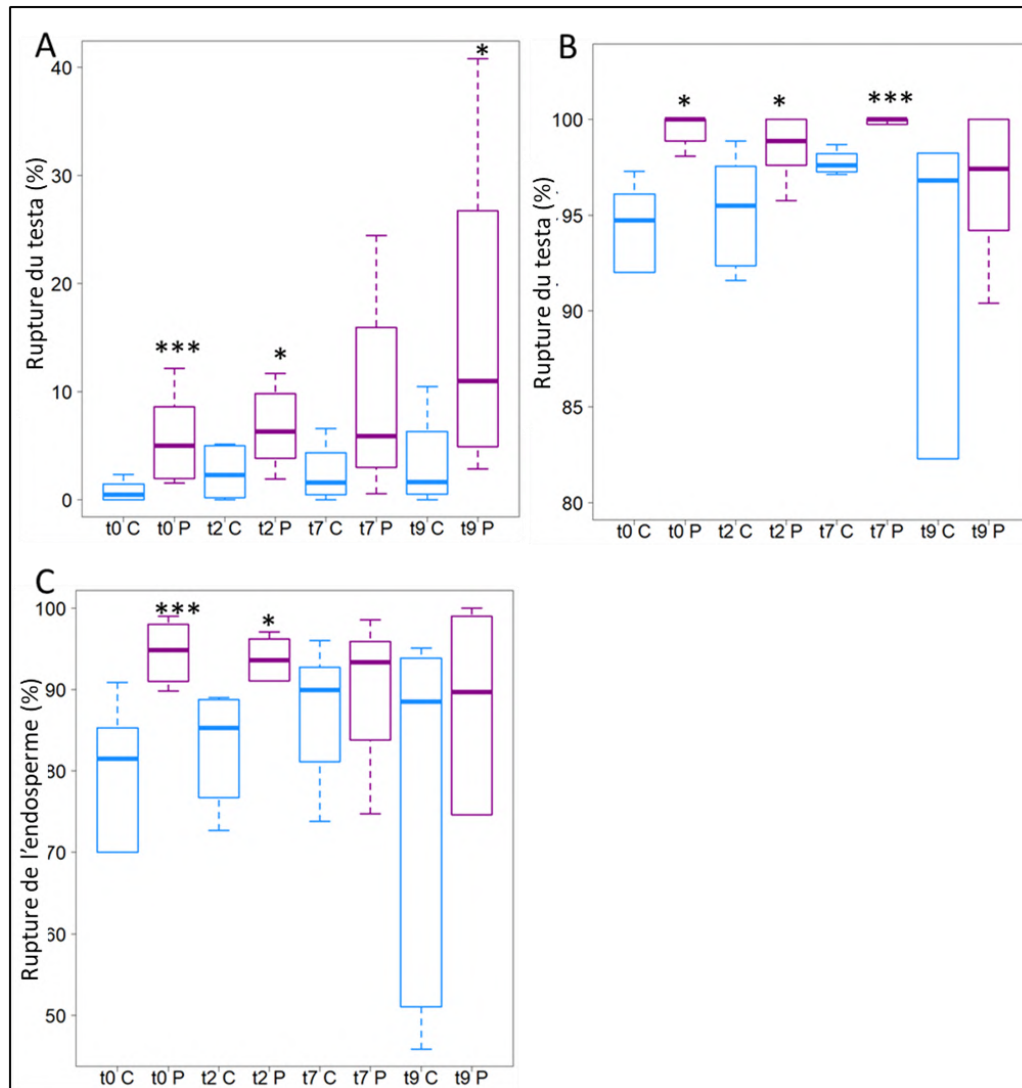 A
Rupture du testa (%)
40
30
20
10
0
*** * *
t0 C t0 P t2 C t2 P t7 C t7 P t9 C t9 P
B
Rupture du testa (%)
100
95
90
85
80
* * ***
t0 C t0 P t2 C t2 P t7 C t7 P t9 C t9 P
C
Rupture de l'endosperme (%)
100
90
80
70
60
50
*** *
t0 C t0 P t2 C t2 P t7 C t7 P t9 C t9 P